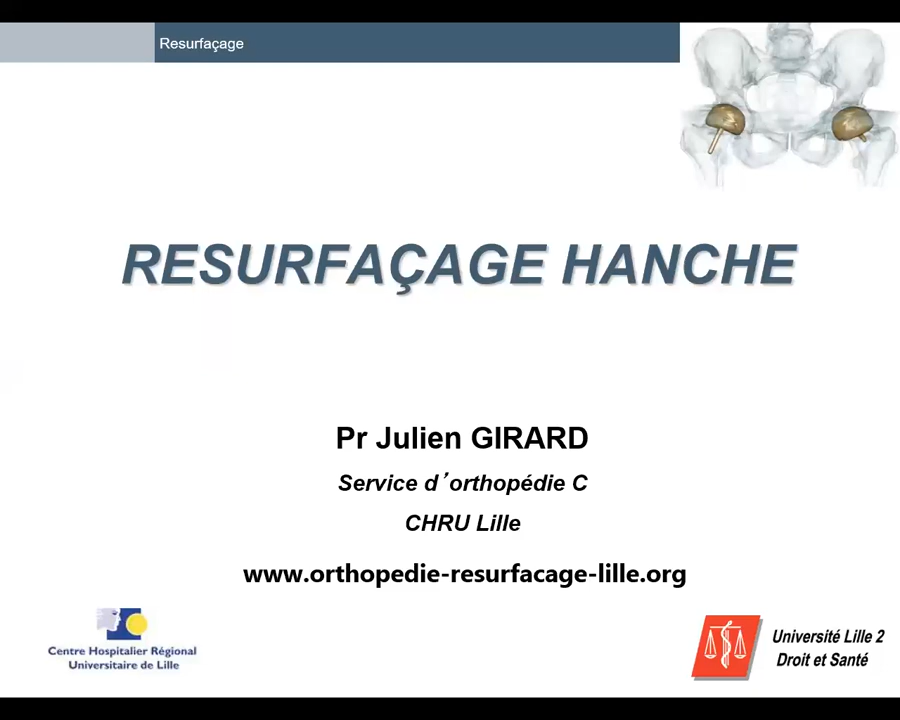 Resurfaçage
RESURFAÇAGE HANCHE
Pr Julien GIRARD
Service d’orthopédie C
CHRU Lille
www.orthopedie-resurfacage-lille.org
Centre Hospitalier Régional
Universitaire de Lille
Université Lille 2
Droit et Santé